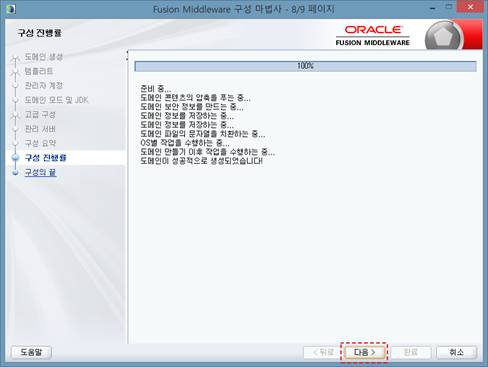 Fusion Middleware 구성 마법사 - 8/9 페이지
구성 진행률
ORACLE
FUSION MIDDLEWARE
도메인 생성
템플리트
관리자 계정
도메인 모드 및 JDK
고급 구성
관리 서버
구성 요약
구성 진행률
구성의 끝
100%
준비 중...
도메인 콘텐츠의 압축을 푸는 중...
도메인 보안 정보를 만드는 중...
도메인 정보를 저장하는 중...
도메인 정보를 저장하는 중...
도메인 파일의 문자열을 치환하는 중...
OS별 작업을 수행하는 중...
도메인 만들기 이후 작업을 수행하는 중...
도메인이 성공적으로 생성되었습니다!
도움말
< 뒤로
다음 >
완료
취소